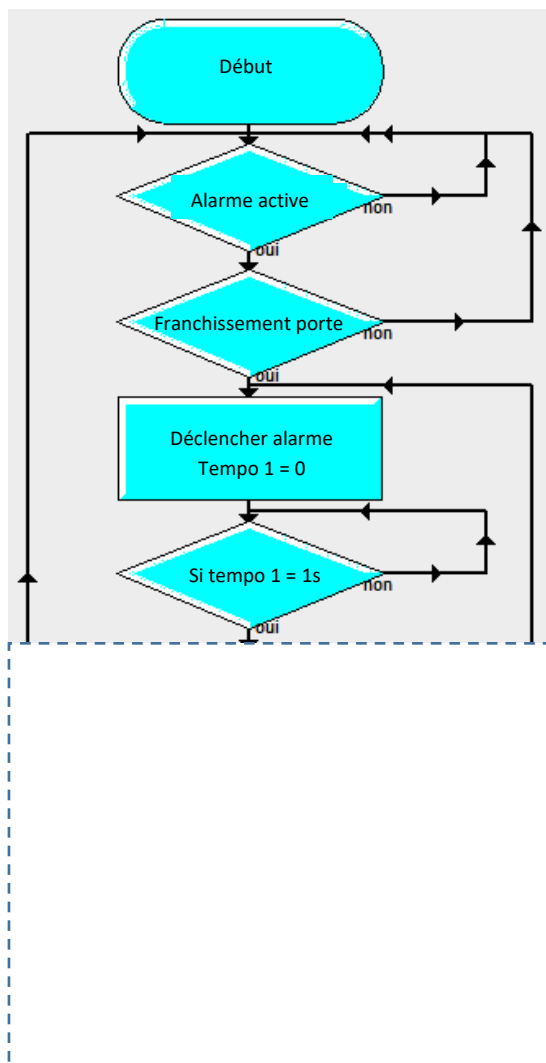 Début
Alarme active
non
oui
Franchissement porte
non
oui
Déclencher alarme
Tempo 1 = 0
Si tempo 1 = 1s
non
oui